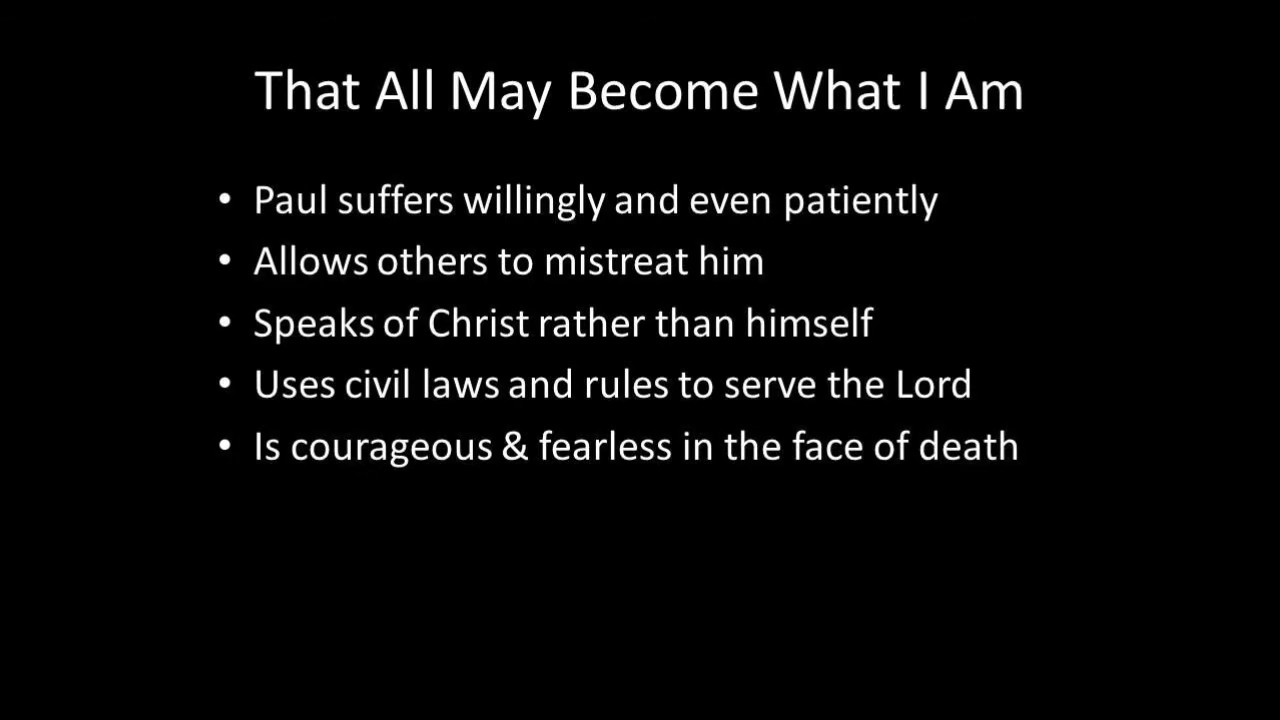 That All May Become What I Am
• Paul suffers willingly and even patiently
• Allows others to mistreat him
• Speaks of Christ rather than himself
• Uses civil laws and rules to serve the Lord
• Is courageous & fearless in the face of death